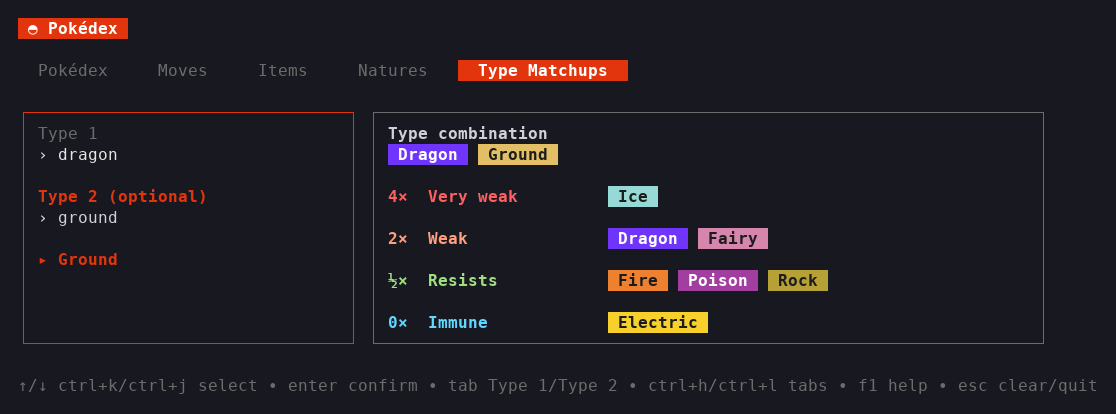 ◓ Pokédex
Pokédex Moves Items Natures Type Matchups
Type 1
› dragon
Type 2 (optional)
› ground
▸ Ground
Type combination
Dragon Ground
4× Very weak Ice
2× Weak Dragon Fairy
½× Resists Fire Poison Rock
0× Immune Electric
↑/↓ ctrl+k/ctrl+j select • enter confirm • tab Type 1/Type 2 • ctrl+h/ctrl+l tabs • f1 help • esc clear/quit